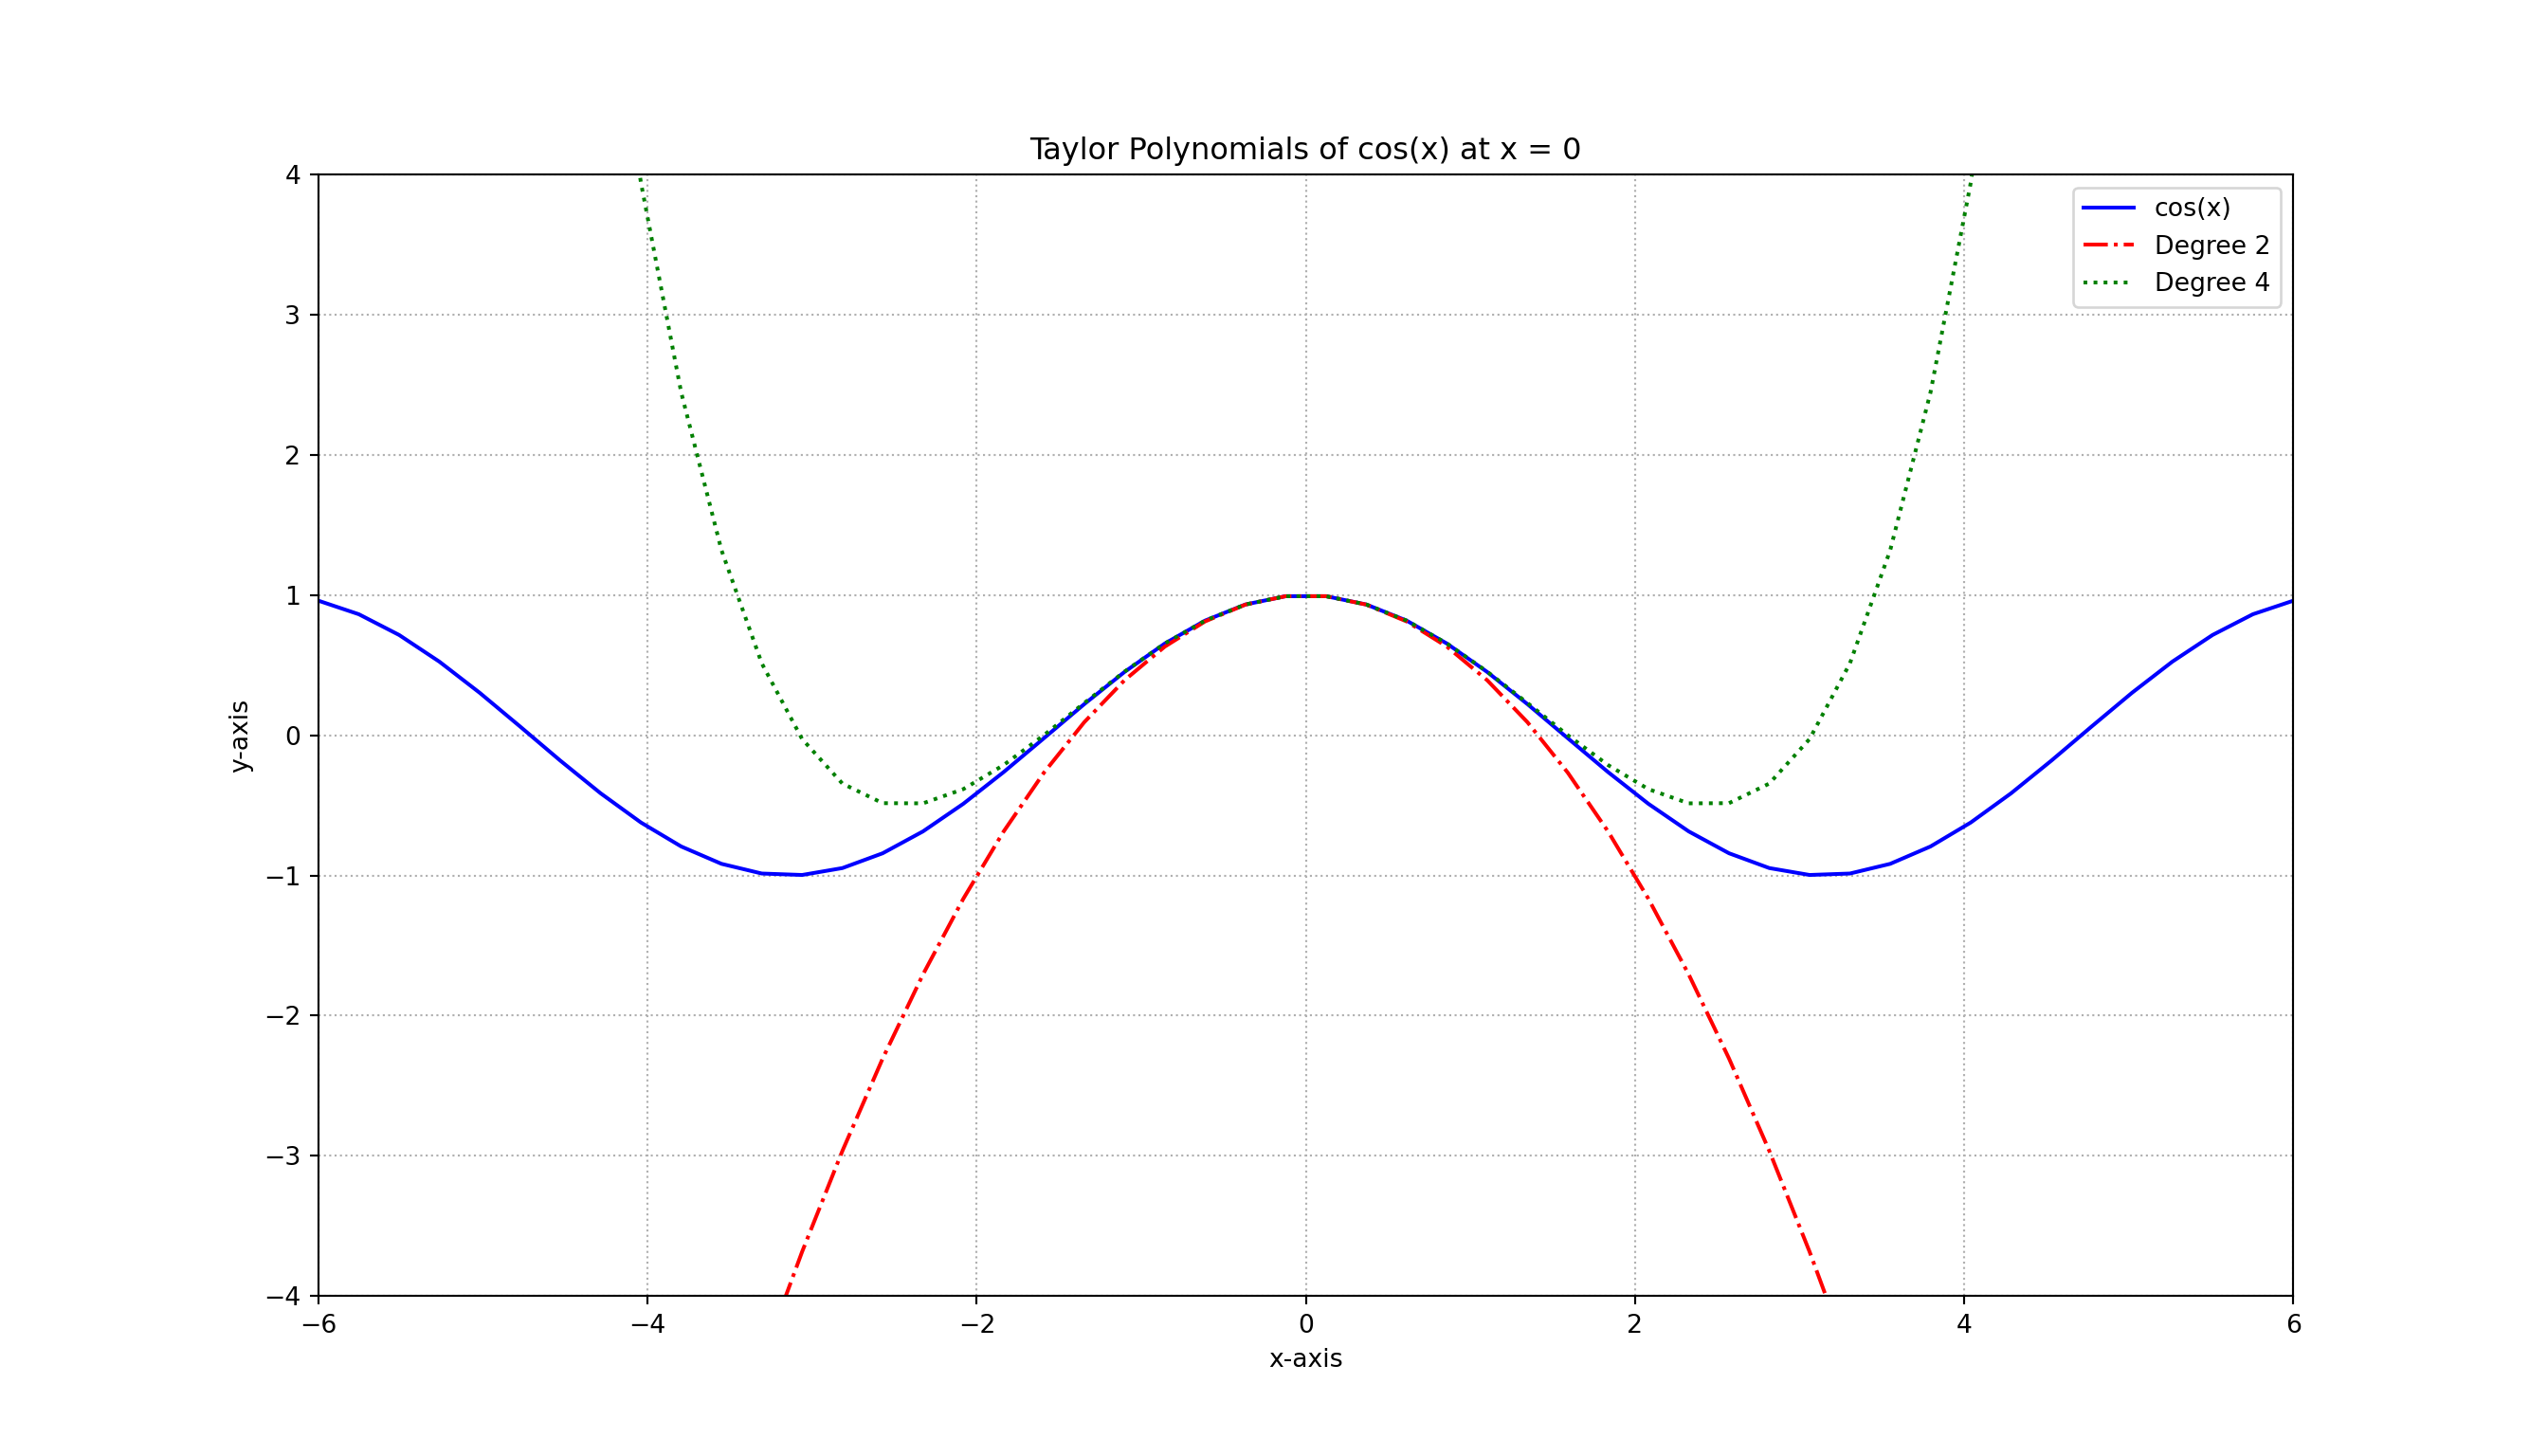 Taylor Polynomials of cos(x) at x = 0
4
3
2
1
0
−1
−2
−3
−4
y-axis
cos(x)
Degree 2
Degree 4
−6 −4 −2 0 2 4 6
x-axis